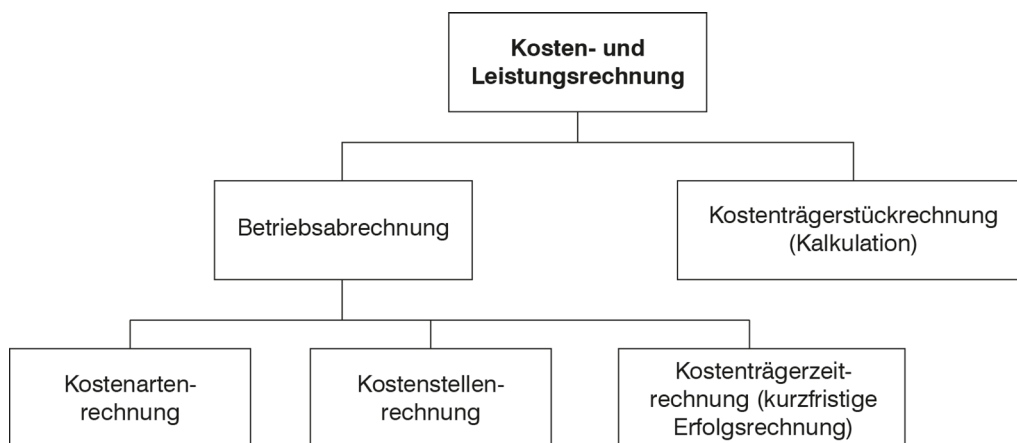 Kosten- und
Leistungsrechnung
Betriebsabrechnung
Kostenträgerstückrechnung
(Kalkulation)
Kostenarten-
rechnung
Kostenstellen-
rechnung
Kostenträgerzeit-
rechnung (kurzfristige
Erfolgsrechnung)